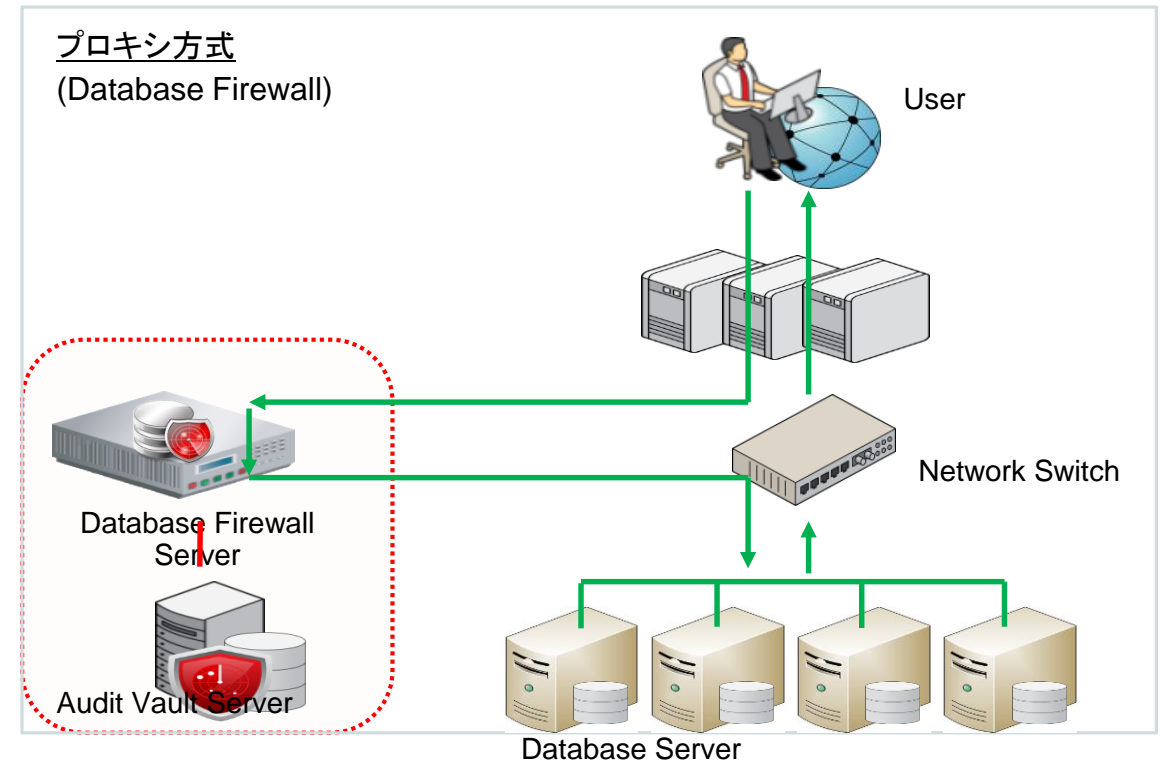 プロキシ方式
(Database Firewall)
User
Network Switch
Database Firewall
Server
Audit Vault Server
Database Server